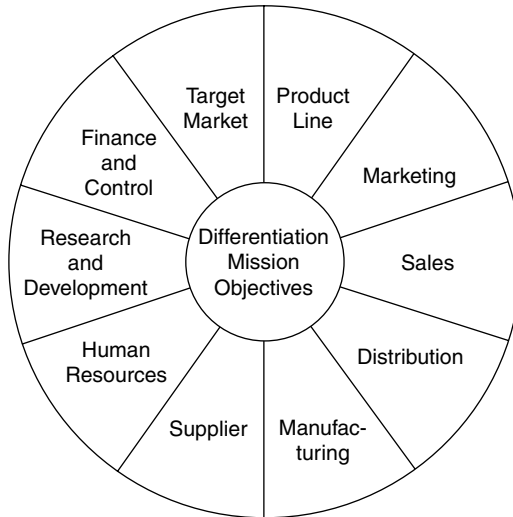 Target
Market
Product
Line
Finance
and
Control
Marketing
Research
and
Development
Differentiation
Mission
Objectives
Sales
Human
Resources
Distribution
Supplier
Manufac-
turing